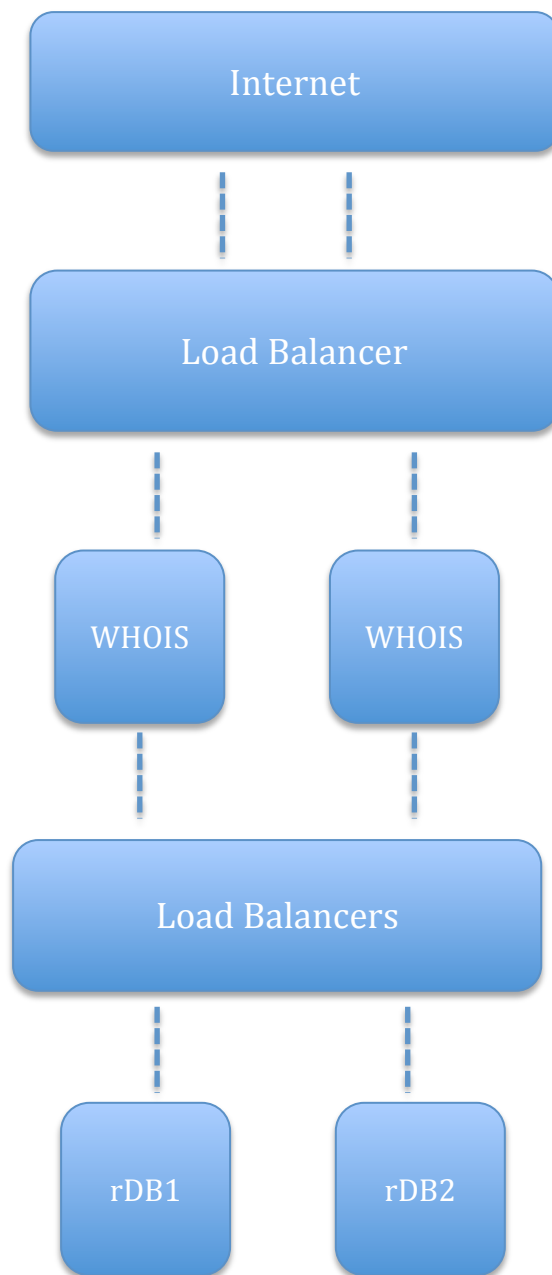 Internet
Load Balancer
WHOIS
WHOIS
Load Balancers
rDB1
rDB2